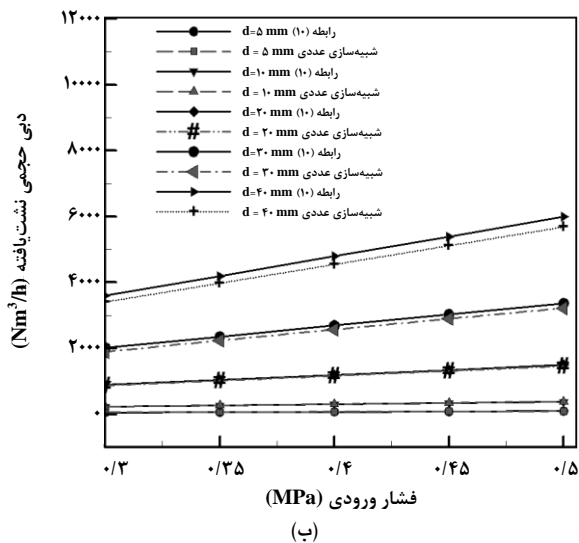 دبی حجمی نشت‌یافته (Nm³/h)
۱۲۰۰۰
۱۰۰۰۰
۸۰۰۰
۶۰۰۰
۴۰۰۰
۲۰۰۰
۰
رابطه (۱۰) d=۵ mm
شبیه‌سازی عددی d = ۵ mm
رابطه (۱۰) d=۱۰ mm
شبیه‌سازی عددی d = ۱۰ mm
رابطه (۱۰) d=۲۰ mm
شبیه‌سازی عددی d = ۲۰ mm
رابطه (۱۰) d=۳۰ mm
شبیه‌سازی عددی d = ۳۰ mm
رابطه (۱۰) d=۴۰ mm
شبیه‌سازی عددی d = ۴۰ mm
۰/۳ ۰/۳۵ ۰/۴ ۰/۴۵ ۰/۵
فشار ورودی (MPa)
(ب)